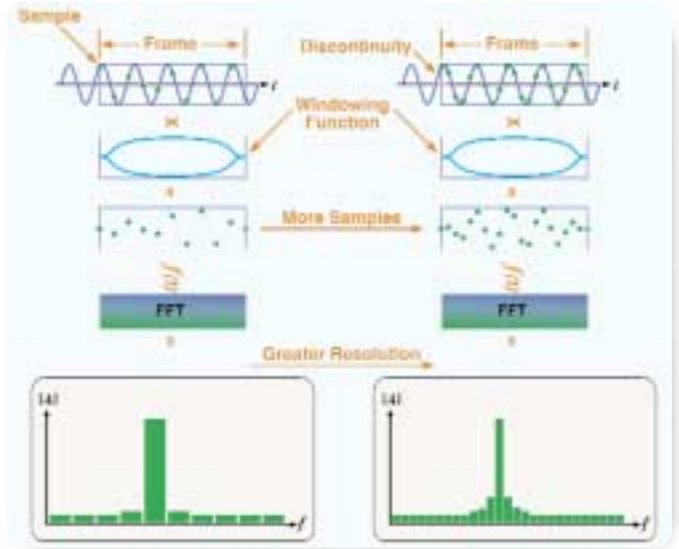 Sample
Frame
Discontinuity
Frame
t
t
Windowing
Function
×
×
=
=
More Samples
FFT
FFT
=
=
Greater Resolution
|A|
|A|
f
f